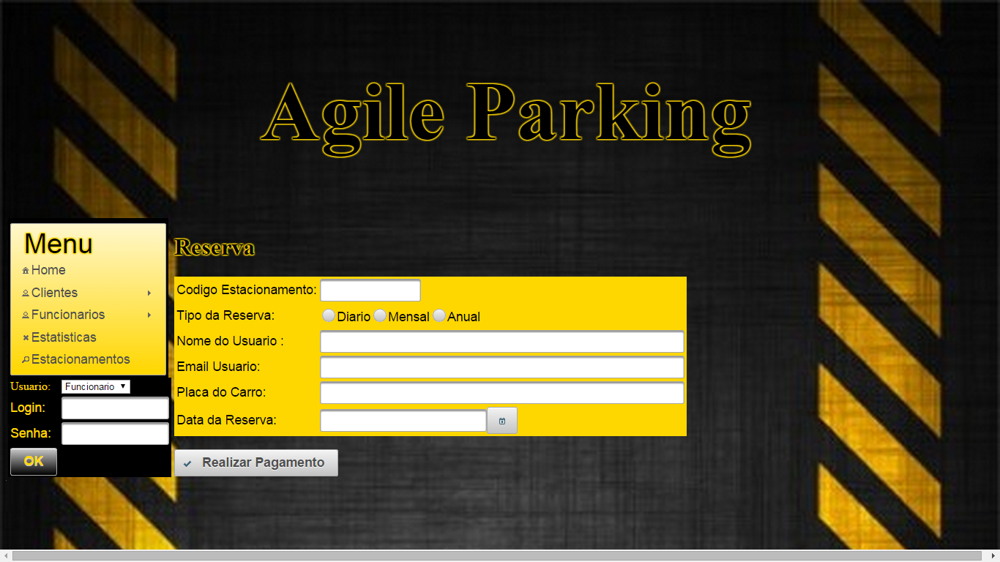 Agile Parking
Menu
Home
Clientes
Funcionarios
Estatisticas
Estacionamentos
Usuario: Funcionario
Login:
Senha:
OK
Reserva
Codigo Estacionamento:
Tipo da Reserva: Diario Mensal Anual
Nome do Usuario :
Email Usuario:
Placa do Carro:
Data da Reserva:
Realizar Pagamento